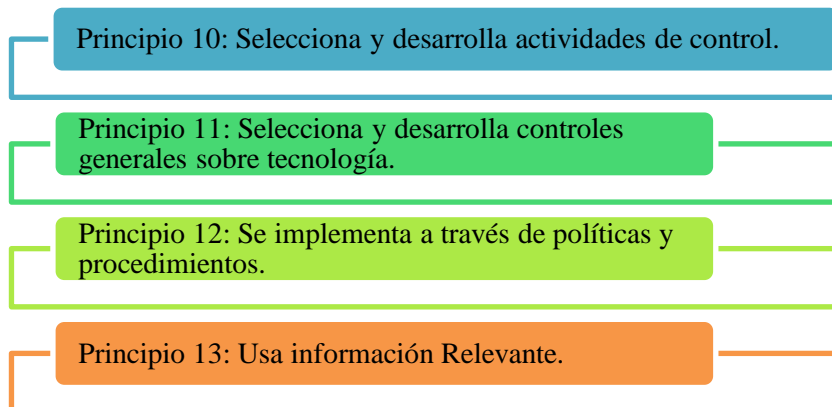 Principio 10: Selecciona y desarrolla actividades de control.
Principio 11: Selecciona y desarrolla controles
generales sobre tecnología.
Principio 12: Se implementa a través de políticas y
procedimientos.
Principio 13: Usa información Relevante.